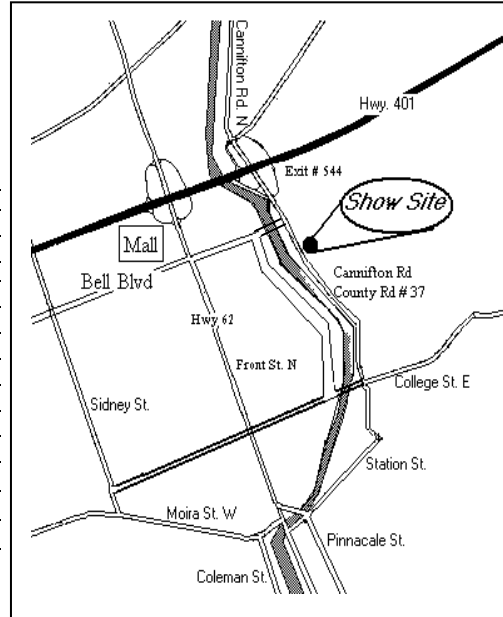 Cannifton Rd. N
Hwy. 401
Exit # 544
Show Site
Mall
Bell Blvd
Cannifton Rd
County Rd # 37
Hwy 62
Front St. N
College St. E
Sidney St.
Station St.
Moira St. W
Pinnacale St.
Coleman St.